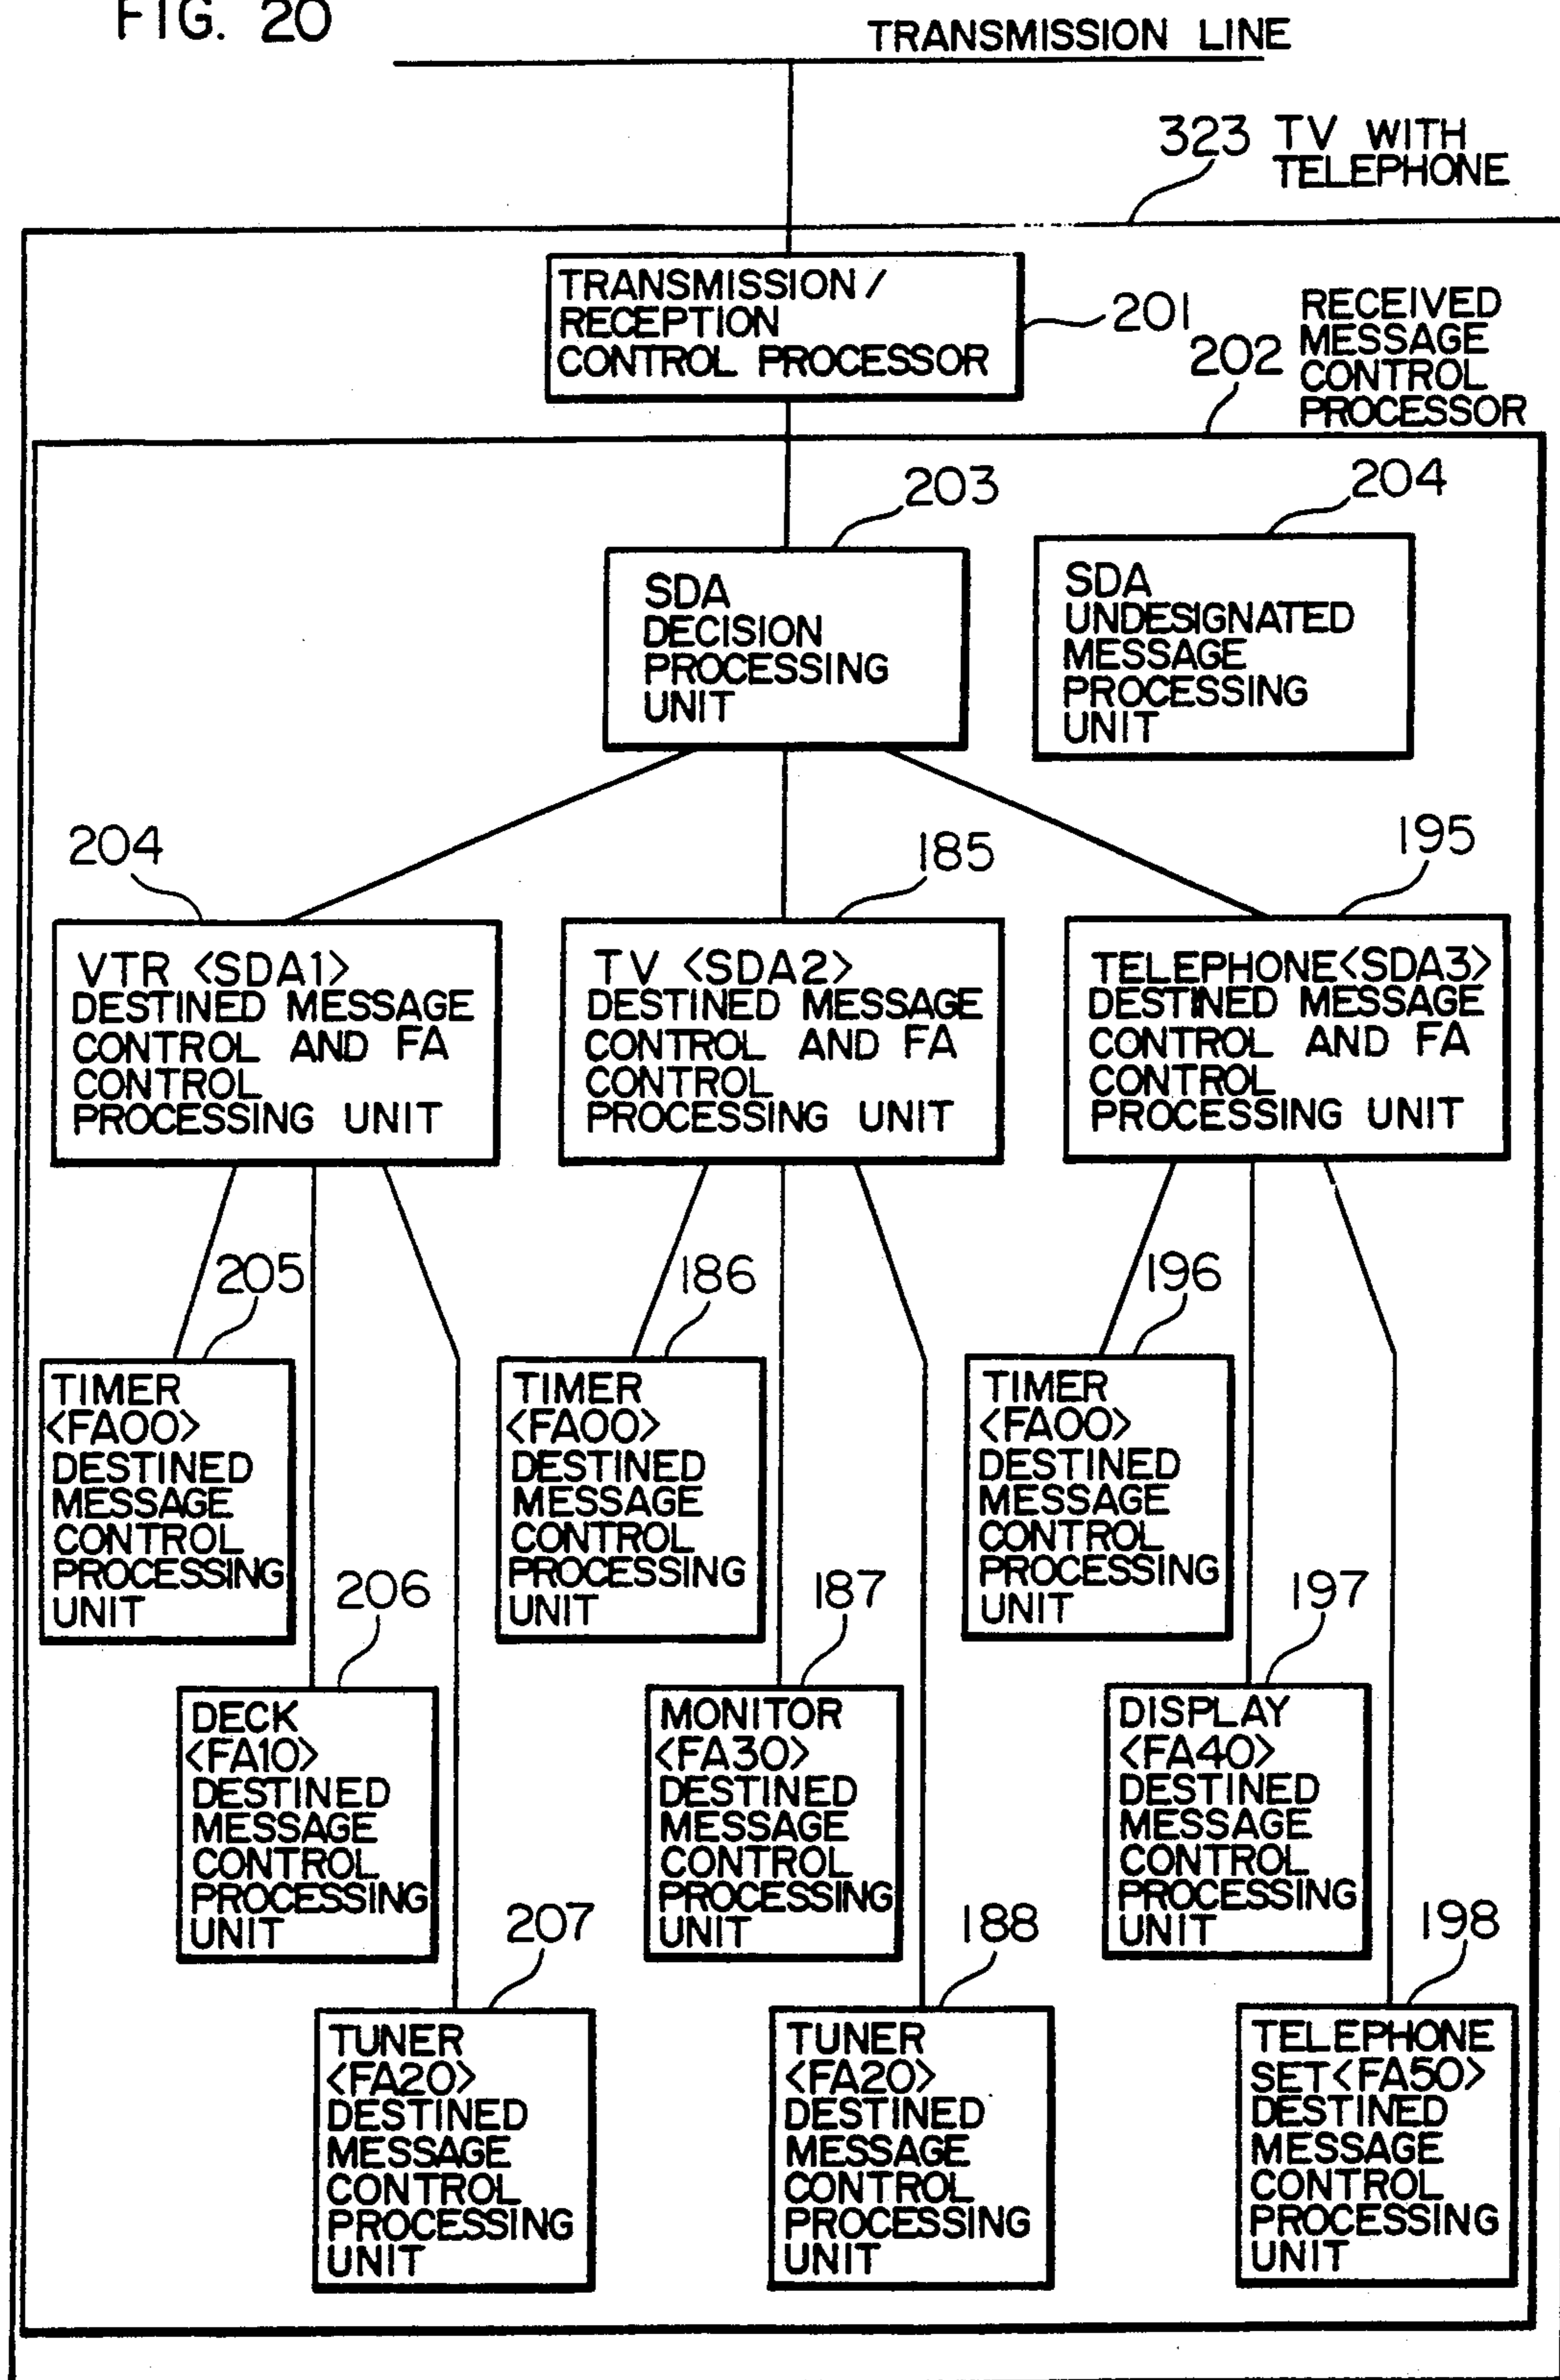 FIG. 20
TRANSMISSION LINE
323 TV WITH
TELEPHONE
TRANSMISSION/
RECEPTION
CONTROL PROCESSOR
201
202
RECEIVED
MESSAGE
CONTROL
PROCESSOR
203
SDA
DECISION
PROCESSING
UNIT
204
SDA
UNDESIGNATED
MESSAGE
PROCESSING
UNIT
204
VTR <SDA1>
DESTINED MESSAGE
CONTROL AND FA
CONTROL
PROCESSING UNIT
185
TV <SDA2>
DESTINED MESSAGE
CONTROL AND FA
CONTROL
PROCESSING UNIT
195
TELEPHONE<SDA3>
DESTINED MESSAGE
CONTROL AND FA
CONTROL
PROCESSING UNIT
205
TIMER
<FA00>
DESTINED
MESSAGE
CONTROL
PROCESSING
UNIT
186
TIMER
<FA00>
DESTINED
MESSAGE
CONTROL
PROCESSING
UNIT
196
TIMER
<FA00>
DESTINED
MESSAGE
CONTROL
PROCESSING
UNIT
206
DECK
<FA10>
DESTINED
MESSAGE
CONTROL
PROCESSING
UNIT
187
MONITOR
<FA30>
DESTINED
MESSAGE
CONTROL
PROCESSING
UNIT
197
DISPLAY
<FA40>
DESTINED
MESSAGE
CONTROL
PROCESSING
UNIT
207
TUNER
<FA20>
DESTINED
MESSAGE
CONTROL
PROCESSING
UNIT
188
TUNER
<FA20>
DESTINED
MESSAGE
CONTROL
PROCESSING
UNIT
198
TELEPHONE
SET<FA50>
DESTINED
MESSAGE
CONTROL
PROCESSING
UNIT